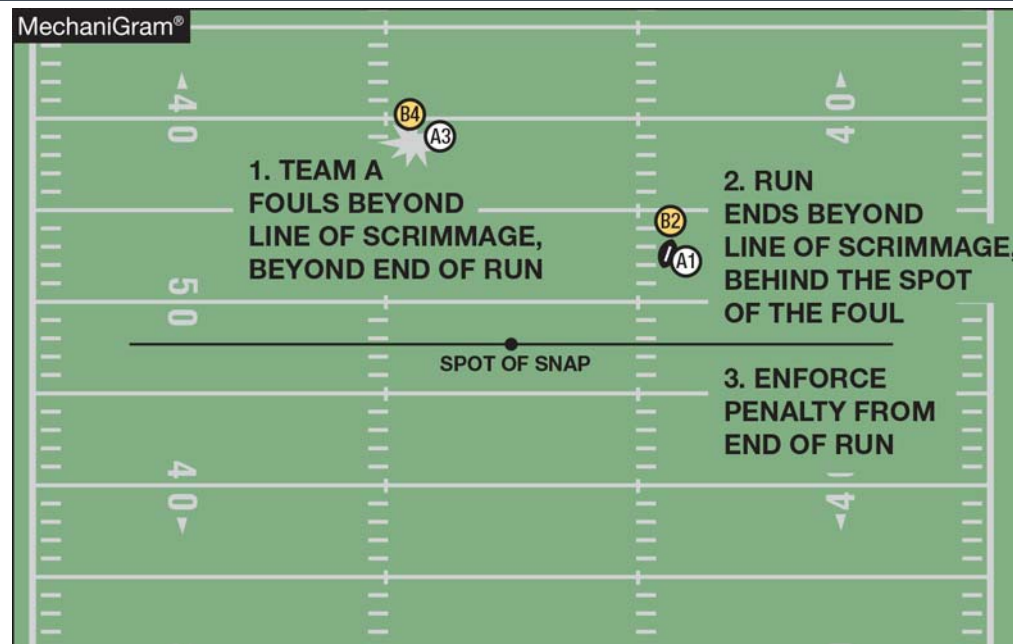 MechaniGram®
40
40
B4
A3
1. TEAM A
FOULS BEYOND
LINE OF SCRIMMAGE,
BEYOND END OF RUN
2. RUN
ENDS BEYOND
LINE OF SCRIMMAGE,
BEHIND THE SPOT
OF THE FOUL
B2
A1
50
SPOT OF SNAP
3. ENFORCE
PENALTY FROM
END OF RUN
40